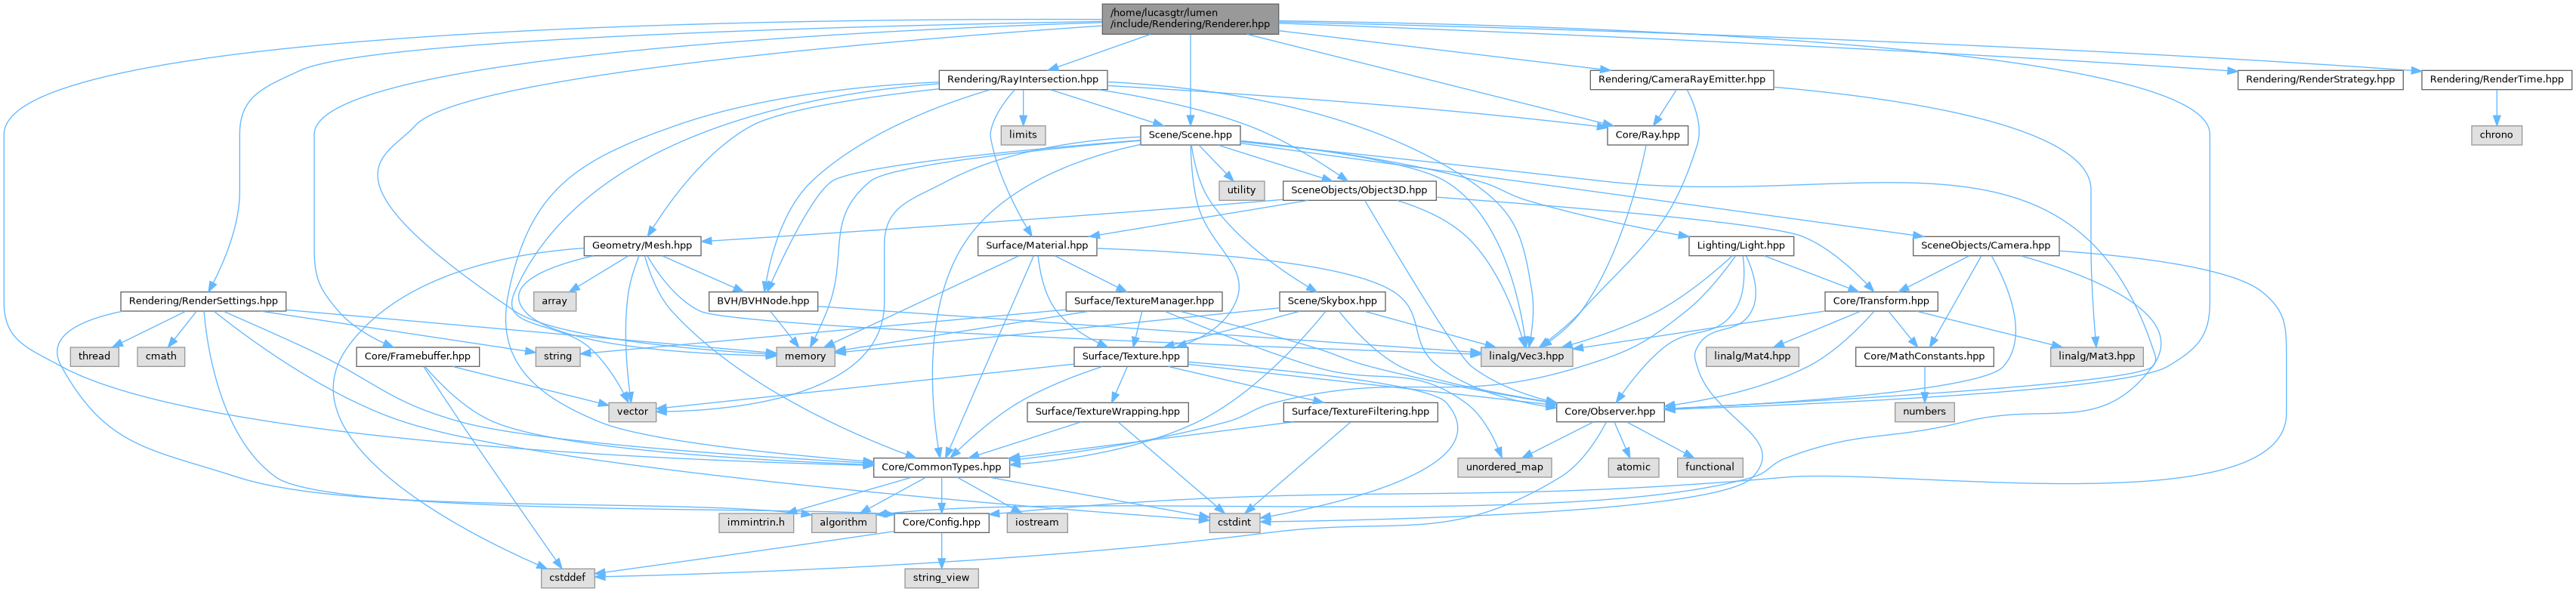 /home/lucasgtr/lumen
/include/Rendering/Renderer.hpp
Rendering/RayIntersection.hpp
Rendering/CameraRayEmitter.hpp
Rendering/RenderStrategy.hpp
Rendering/RenderTime.hpp
limits
Scene/Scene.hpp
Core/Ray.hpp
chrono
utility
SceneObjects/Object3D.hpp
Geometry/Mesh.hpp
Surface/Material.hpp
Lighting/Light.hpp
SceneObjects/Camera.hpp
Rendering/RenderSettings.hpp
array
BVH/BVHNode.hpp
Surface/TextureManager.hpp
Scene/Skybox.hpp
Core/Transform.hpp
thread
cmath
Core/Framebuffer.hpp
string
memory
Surface/Texture.hpp
linalg/Vec3.hpp
linalg/Mat4.hpp
Core/MathConstants.hpp
linalg/Mat3.hpp
vector
Surface/TextureWrapping.hpp
Surface/TextureFiltering.hpp
Core/Observer.hpp
numbers
Core/CommonTypes.hpp
unordered_map
atomic
functional
immintrin.h
algorithm
Core/Config.hpp
iostream
cstdint
cstddef
string_view